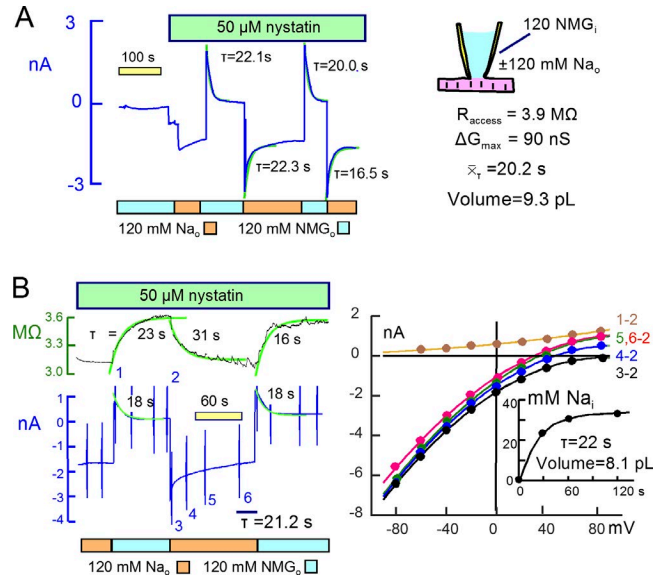 A
50 µM nystatin
nA
3
0
-3
100 s
τ=22.1s
τ=20.0 s
τ=22.3 s
τ=16.5 s
120 mM Nao
120 mM NMGo
120 NMGi
±120 mM Nao
Raccess = 3.9 MΩ
ΔGmax = 90 nS
x̄τ =20.2 s
Volume=9.3 pL
B
50 µM nystatin
MΩ
3.6
3.3
3.0
τ =
23 s
31 s
16 s
1
2
nA
1
0
-1
-2
-3
-4
18 s
60 s
18 s
3
4
5
6
τ=21.2 s
120 mM Nao
120 mM NMGo
nA
2
0
-2
-4
-6
-8
1-2
5,6-2
4-2
3-2
mM Nai
40
20
0
τ=22 s
Volume=8.1 pL
0
60
120 s
-80
-40
0
40
80
mV